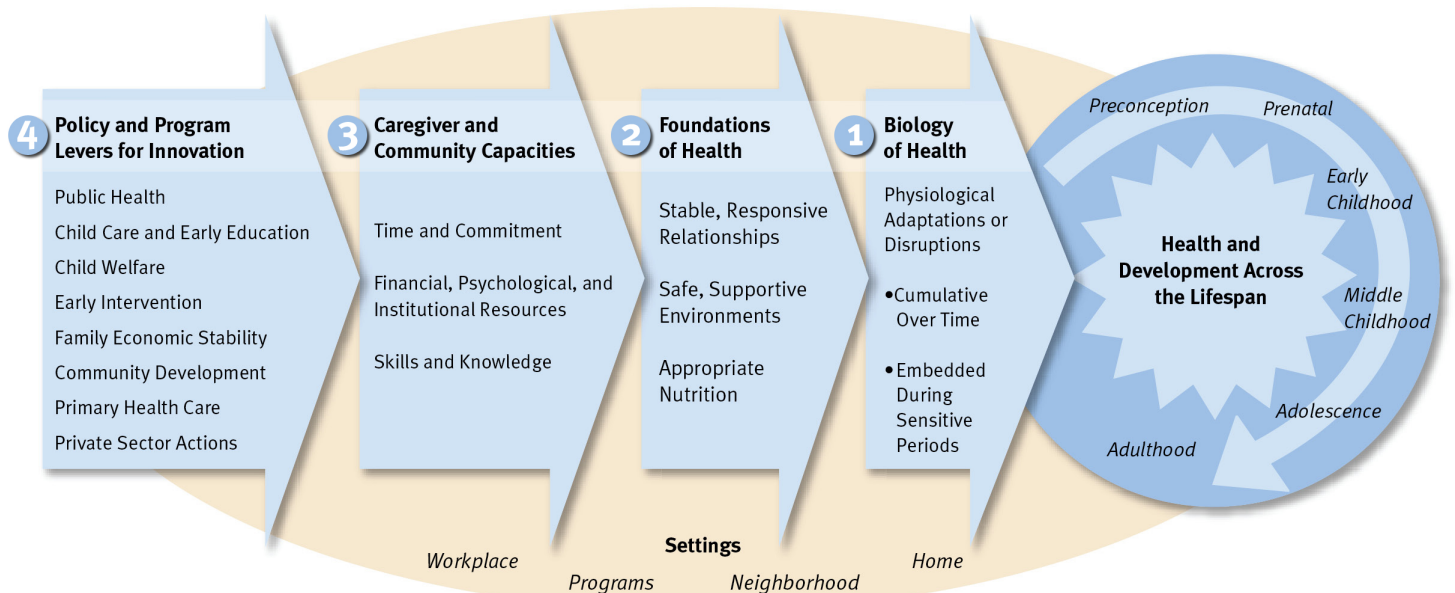 4
Policy and Program
Levers for Innovation
Public Health
Child Care and Early Education
Child Welfare
Early Intervention
Family Economic Stability
Community Development
Primary Health Care
Private Sector Actions
3
Caregiver and
Community Capacities
Time and Commitment
Financial, Psychological, and
Institutional Resources
Skills and Knowledge
2
Foundations
of Health
Stable, Responsive
Relationships
Safe, Supportive
Environments
Appropriate
Nutrition
1
Biology
of Health
Physiological
Adaptations or
Disruptions
•Cumulative
Over Time
•Embedded
During
Sensitive
Periods
Preconception
Prenatal
Early
Childhood
Middle
Childhood
Adolescence
Adulthood
Health and
Development Across
the Lifespan
Settings
Workplace
Programs
Neighborhood
Home